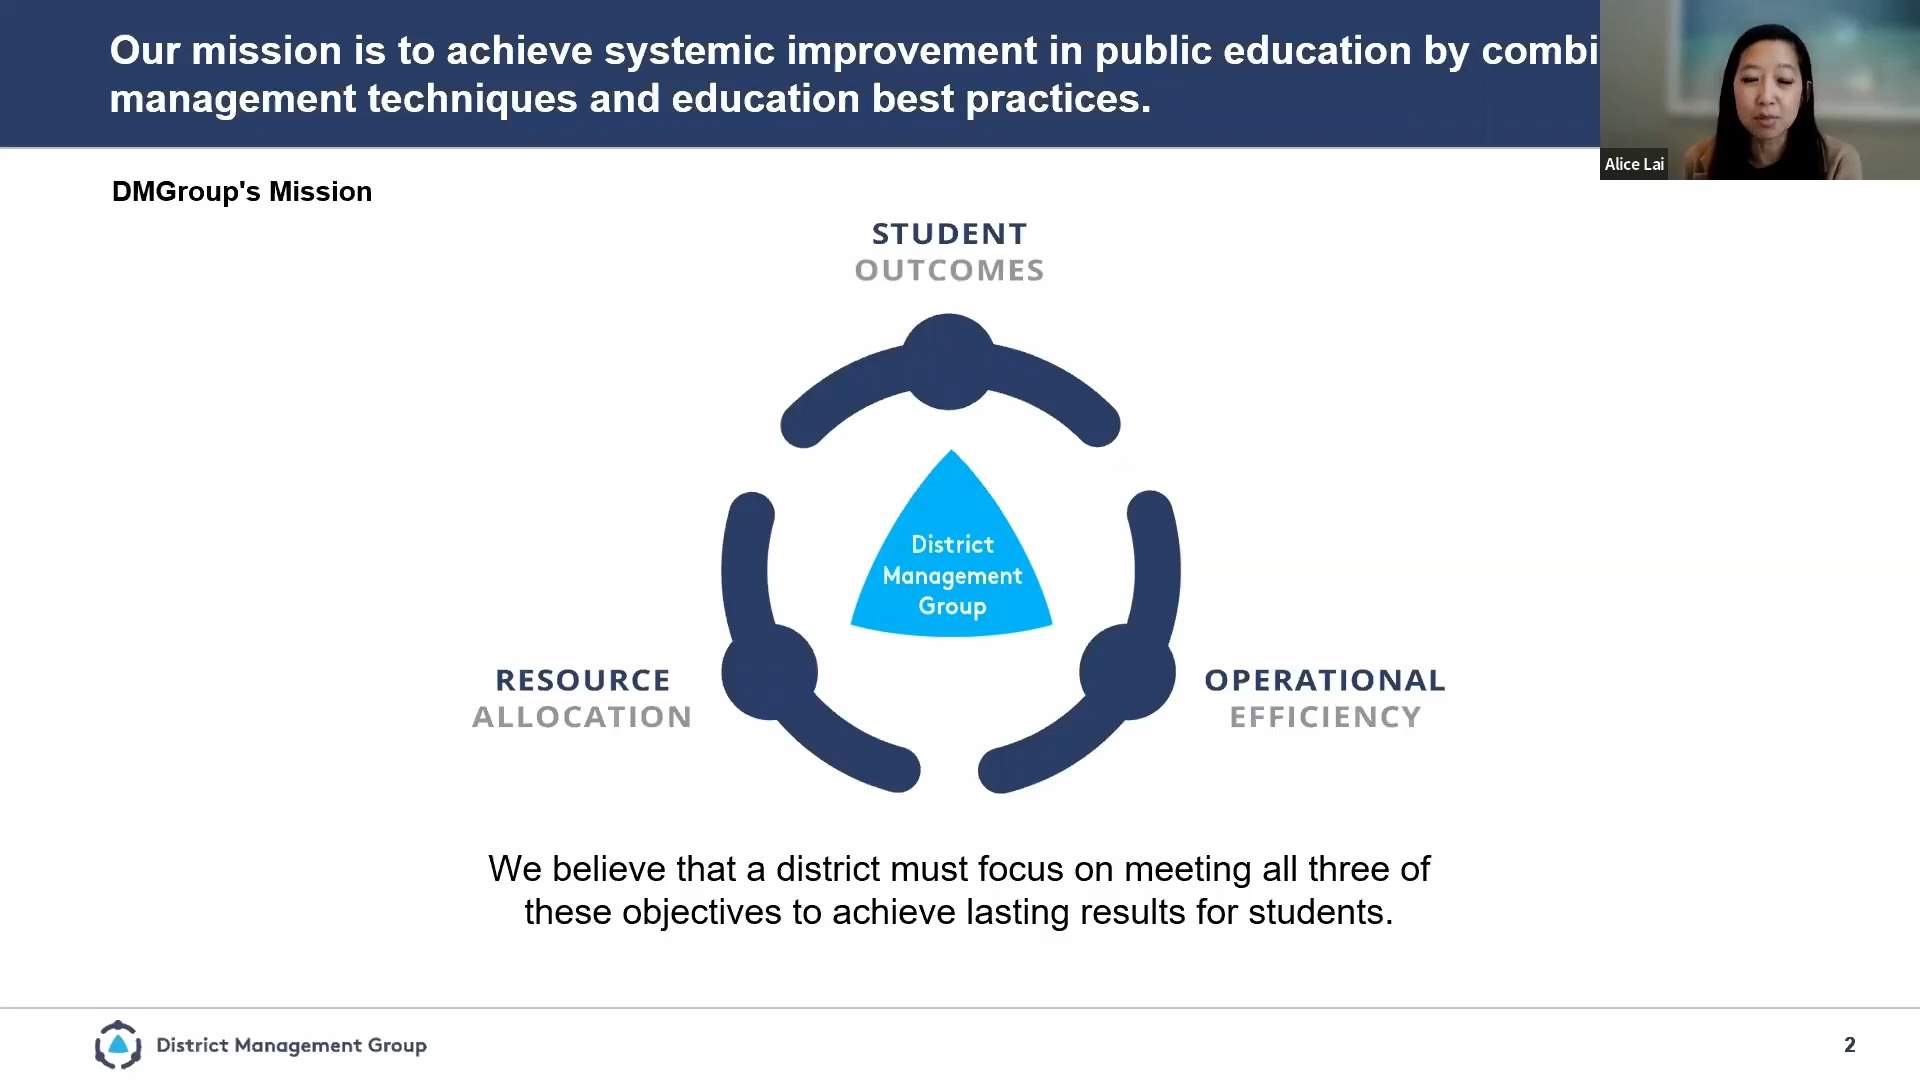 Our mission is to achieve systemic improvement in public education by combi
management techniques and education best practices.
Alice Lai
DMGroup's Mission
STUDENT
OUTCOMES
District
Management
Group
RESOURCE
ALLOCATION
OPERATIONAL
EFFICIENCY
We believe that a district must focus on meeting all three of
these objectives to achieve lasting results for students.
District Management Group
2